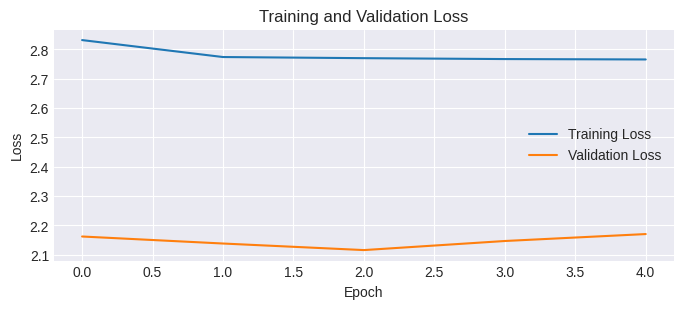 Training and Validation Loss
2.8
2.7
2.6
2.5
2.4
2.3
2.2
2.1
Loss
Training Loss
Validation Loss
0.0 0.5 1.0 1.5 2.0 2.5 3.0 3.5 4.0
Epoch